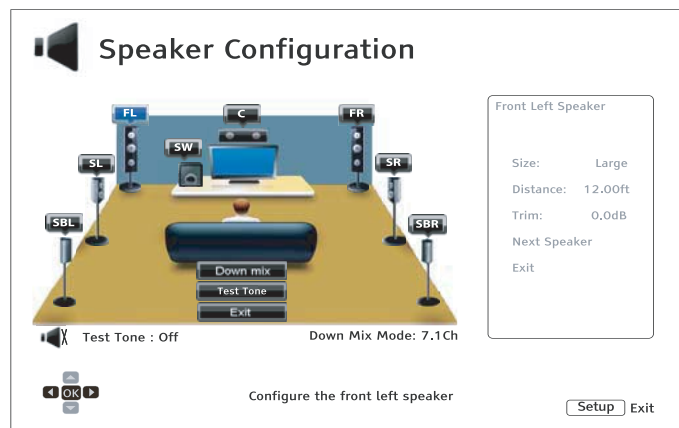 Speaker Configuration
FL
C
FR
SW
SL
SR
SBL
SBR
Down mix
Test Tone
Exit
Test Tone : Off
Down Mix Mode: 7.1Ch
Front Left Speaker
Size: Large
Distance: 12.00ft
Trim: 0.0dB
Next Speaker
Exit
OK
Configure the front left speaker
Setup Exit